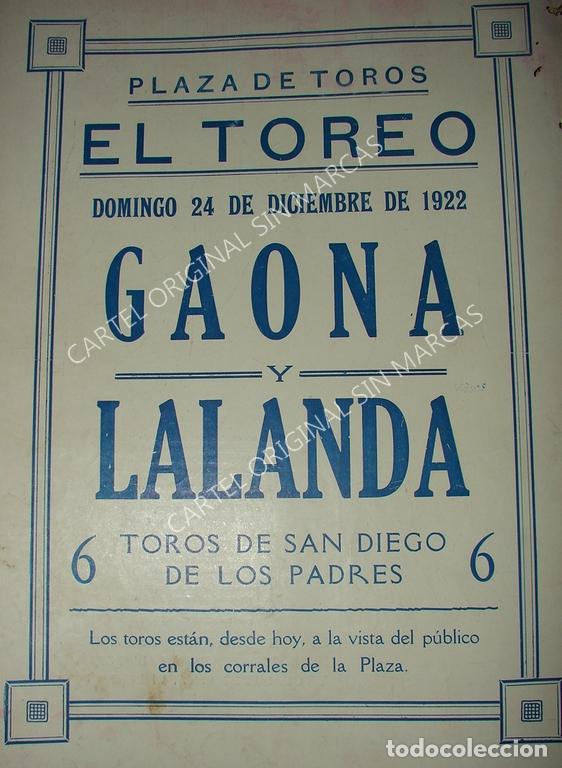 PLAZA DE TOROS
EL TOREO
DOMINGO 24 DE DICIEMBRE DE 1922
GAONA
Y
LALANDA
6 TOROS DE SAN DIEGO 6
DE LOS PADRES
Los toros están, desde hoy, a la vista del público
en los corrales de la Plaza.
CARTEL ORIGINAL SIN MARCAS
CARTEL ORIGINAL SIN MARCAS
todocoleccion